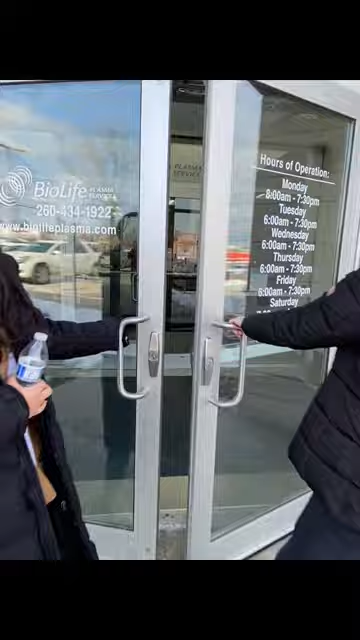 BioLife PLASMA
SERVICES
260-434-1922
www.biolifeplasma.com
PLASMA
Hours of Operation:
Monday
8:00am - 7:30pm
Tuesday
6:00am - 7:30pm
Wednesday
6:00am - 7:30pm
Thursday
6:00am - 7:30pm
Friday
6:00am - 7:30pm
Saturday